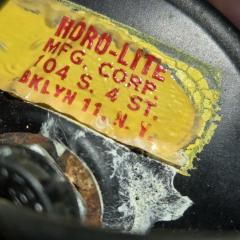 HORO-LITE
MFG. CORP.
104 S. 4 ST.
BKLYN 11, N. Y.